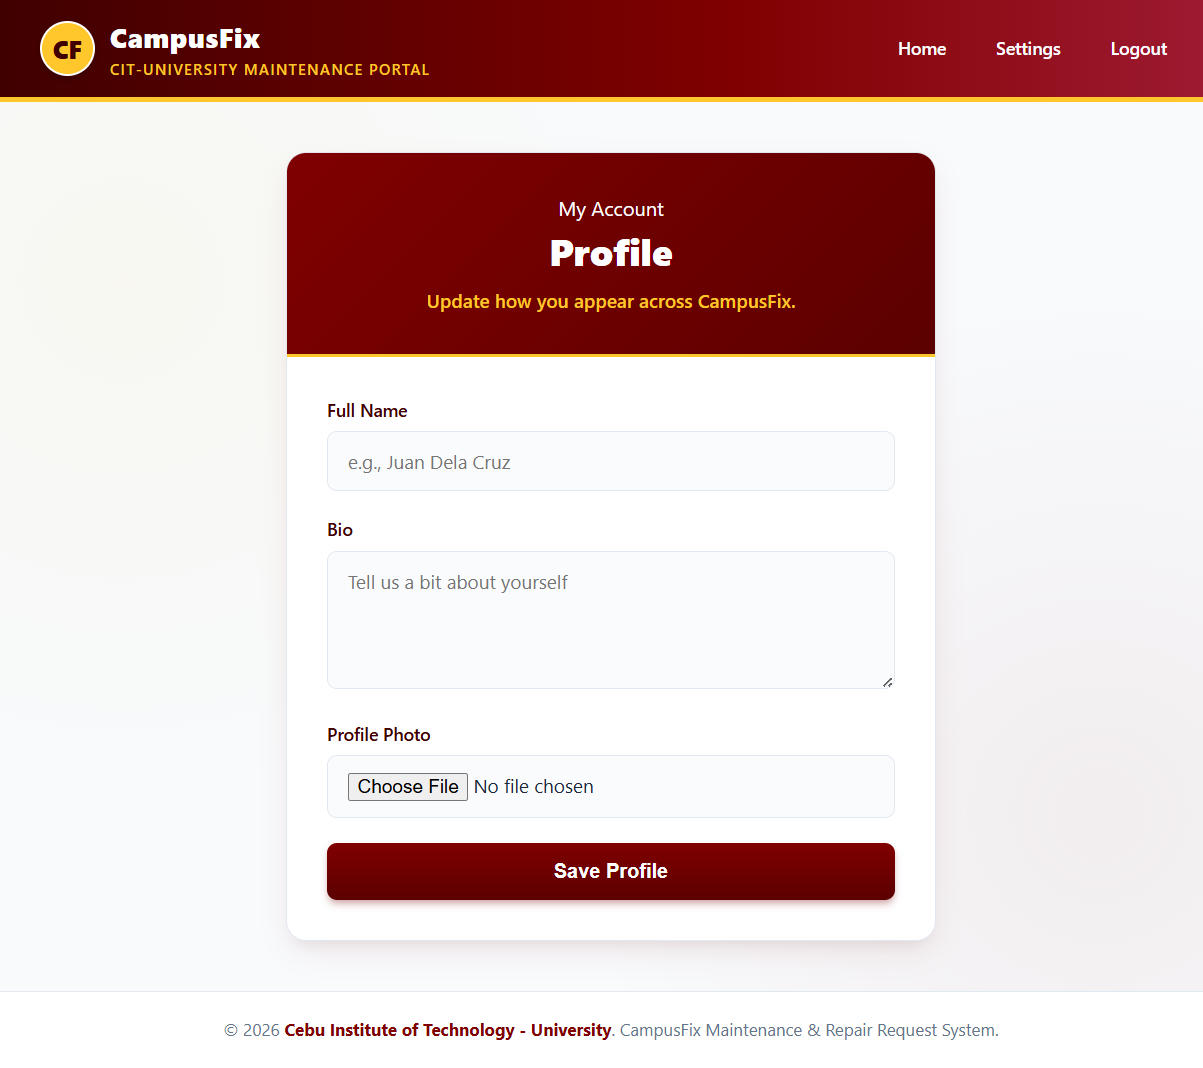 CF
CampusFix
CIT-UNIVERSITY MAINTENANCE PORTAL
Home
Settings
Logout
My Account
Profile
Update how you appear across CampusFix.
Full Name
e.g., Juan Dela Cruz
Bio
Tell us a bit about yourself
Profile Photo
Choose File No file chosen
Save Profile
© 2026 Cebu Institute of Technology - University. CampusFix Maintenance & Repair Request System.